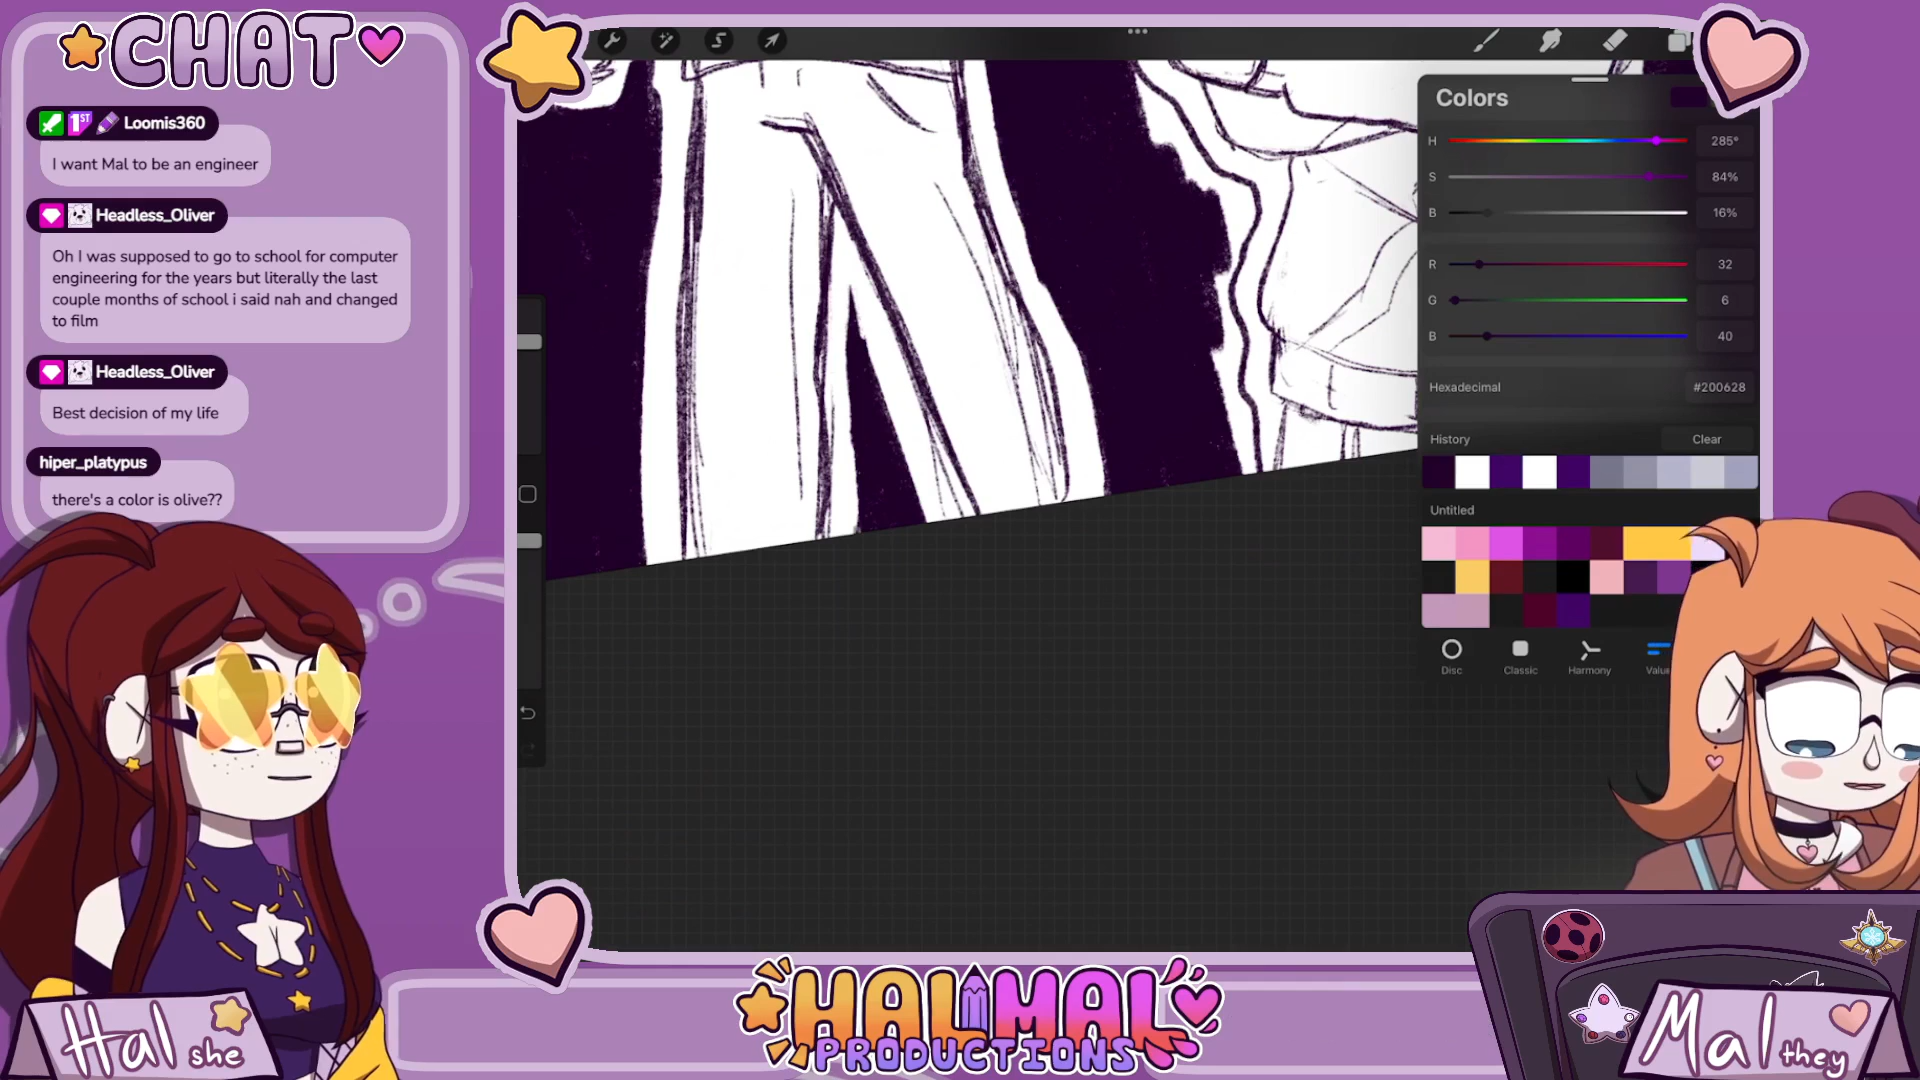 CHAT
Loomis360
I want Mal to be an engineer
Headless_Oliver
Oh I was supposed to go to school for computer
engineering for the years but literally the last
couple months of school i said nah and changed
to film
Headless_Oliver
Best decision of my life
hiper_platypus
there's a color is olive??
Colors
H 285°
S 84%
B 16%
R 32
G 6
B 40
Hexadecimal #200628
History Clear
Untitled
Disc Classic Harmony Value
Hal she
HAL MAL
PRODUCTIONS
Mal they
1ST